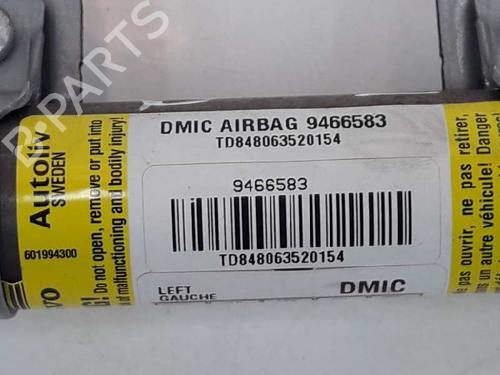 DMIC AIRBAG 9466583
TD848063520154
9466583
TD848063520154
LEFT
GAUCHE
DMIC
Autoliv
SWEDEN
601994300
Do not open, remove or put into
of malfunctioning and bodily injury!
pas ouvrir, ne pas retirer,
un autre véhicule! Danger
B-PARTS